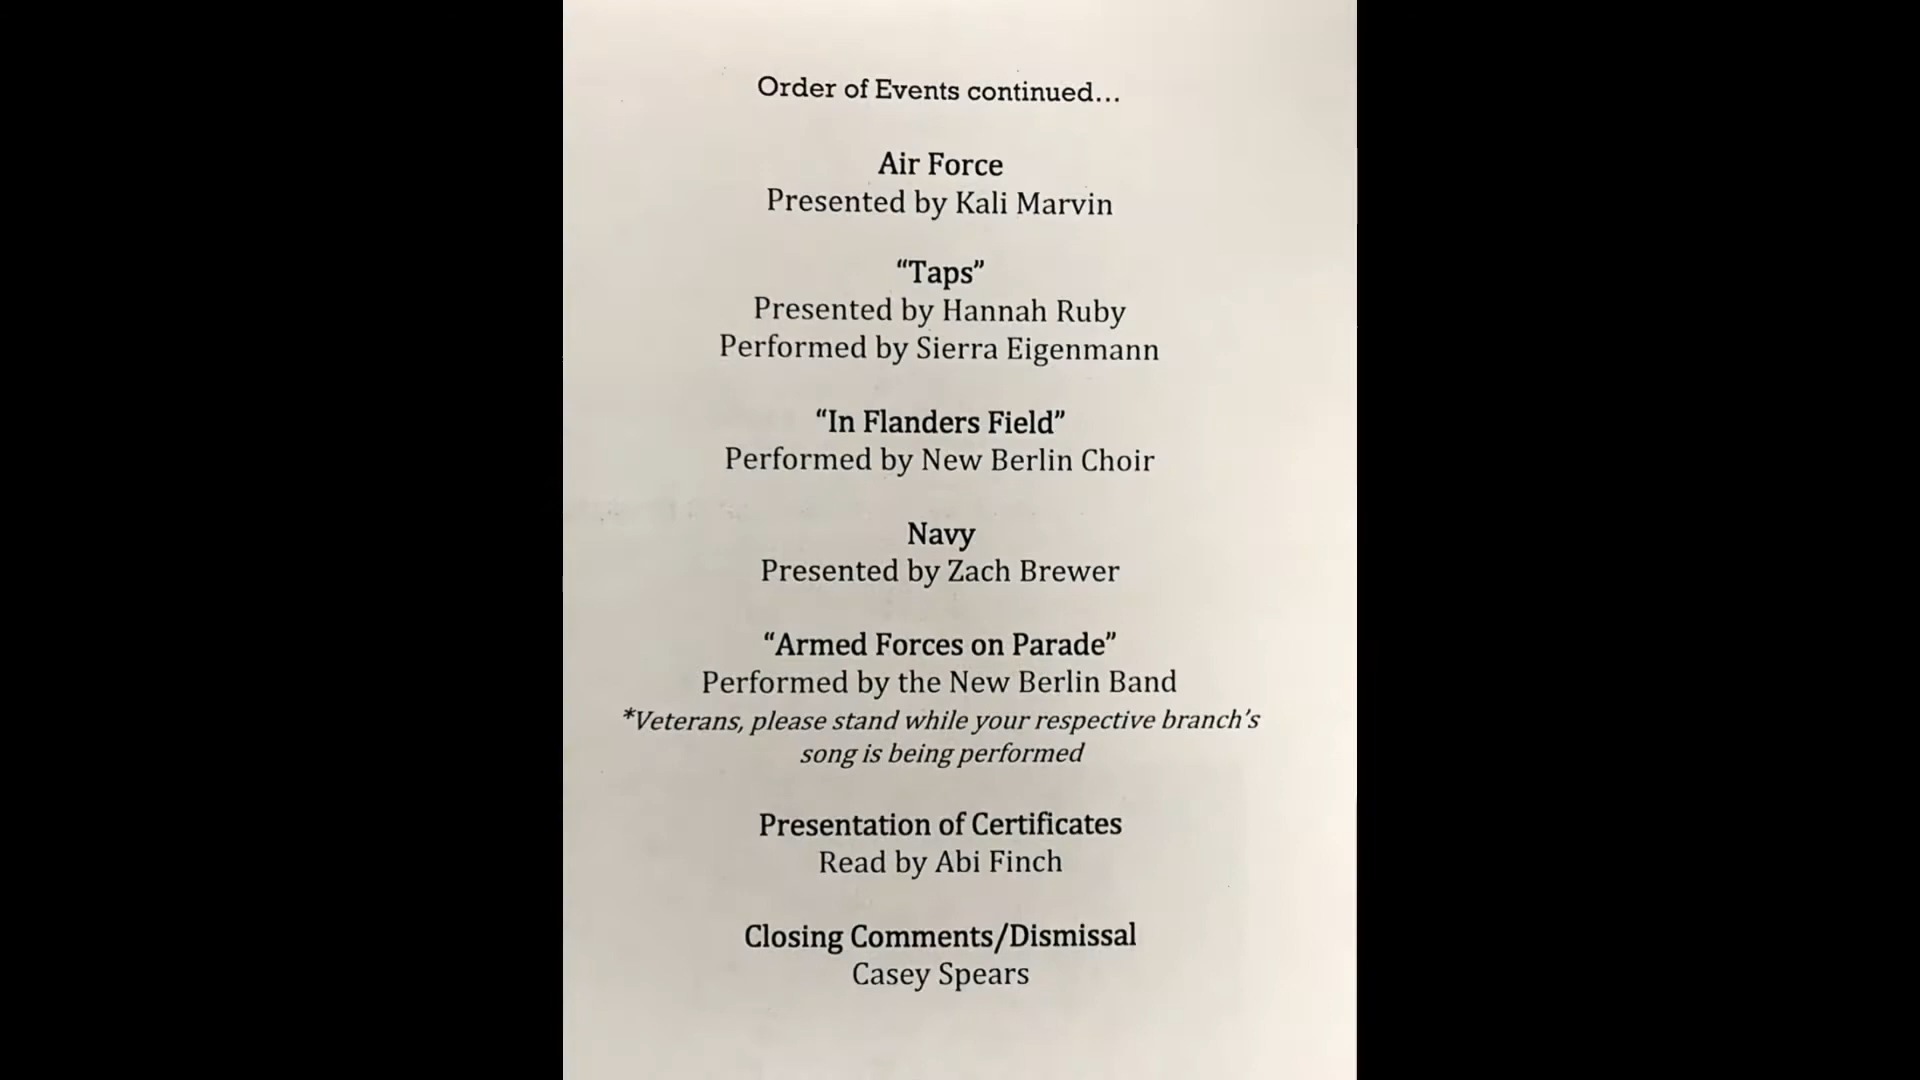 Order of Events continued...
Air Force
Presented by Kali Marvin
“Taps”
Presented by Hannah Ruby
Performed by Sierra Eigenmann
“In Flanders Field”
Performed by New Berlin Choir
Navy
Presented by Zach Brewer
“Armed Forces on Parade”
Performed by the New Berlin Band
*Veterans, please stand while your respective branch’s
song is being performed
Presentation of Certificates
Read by Abi Finch
Closing Comments/Dismissal
Casey Spears